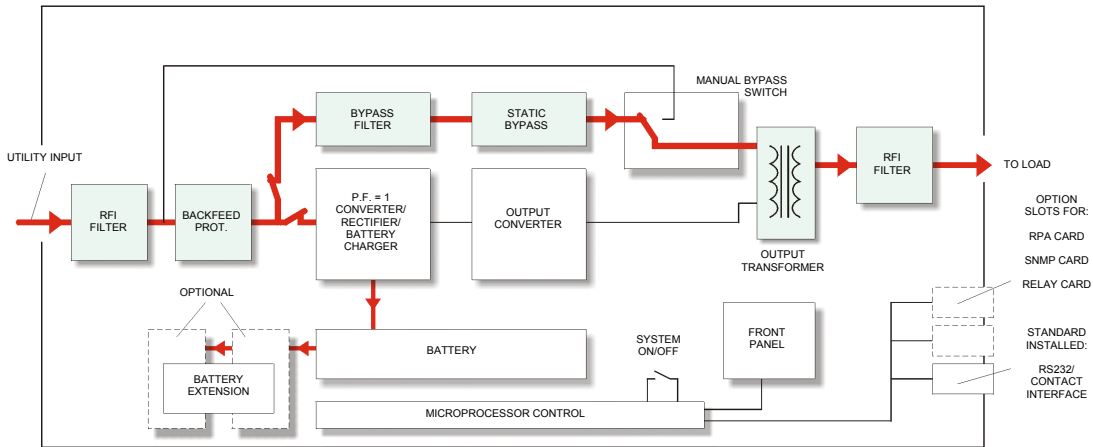 MANUAL BYPASS
SWITCH
BYPASS
FILTER
STATIC
BYPASS
UTILITY INPUT
RFI
FILTER
TO LOAD
RFI
FILTER
BACKFEED
PROT.
P.F. = 1
CONVERTER/
RECTIFIER/
BATTERY
CHARGER
OUTPUT
CONVERTER
OUTPUT
TRANSFORMER
OPTION
SLOTS FOR:
RPA CARD
SNMP CARD
RELAY CARD
OPTIONAL
BATTERY
SYSTEM
ON/OFF
FRONT
PANEL
STANDARD
INSTALLED:
BATTERY
EXTENSION
RS232/
CONTACT
INTERFACE
MICROPROCESSOR CONTROL